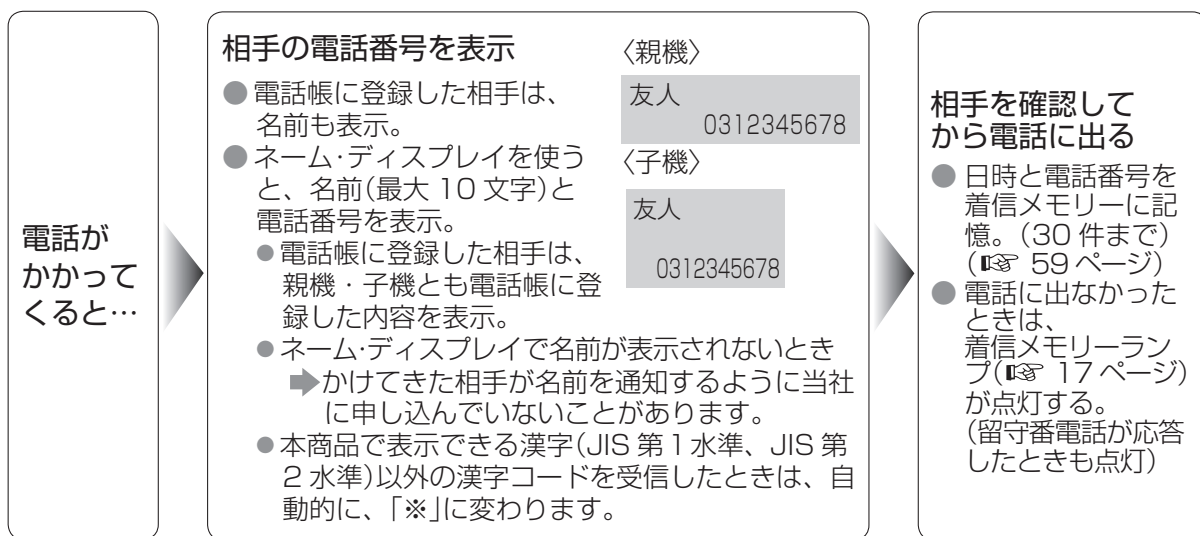 電話が
かかって
くると…
相手の電話番号を表示
●電話帳に登録した相手は、
名前も表示。
●ネーム・ディスプレイを使う
と、名前(最大 10 文字)と
電話番号を表示。
●電話帳に登録した相手は、
親機・子機とも電話帳に登
録した内容を表示。
●ネーム・ディスプレイで名前が表示されないとき
➡かけてきた相手が名前を通知するように当社
に申し込んでいないことがあります。
●本商品で表示できる漢字(JIS 第1水準、JIS 第
2 水準)以外の漢字コードを受信したときは、自
動的に、「※」に変わります。
〈親機〉
友人
0312345678
〈子機〉
友人
0312345678
相手を確認して
から電話に出る
●日時と電話番号を
着信メモリーに記
憶。(30 件まで)
(☞ 59 ページ)
●電話に出なかった
ときは、
着信メモリーラン
プ(☞ 17 ページ)
が点灯する。
(留守番電話が応答
したときも点灯)